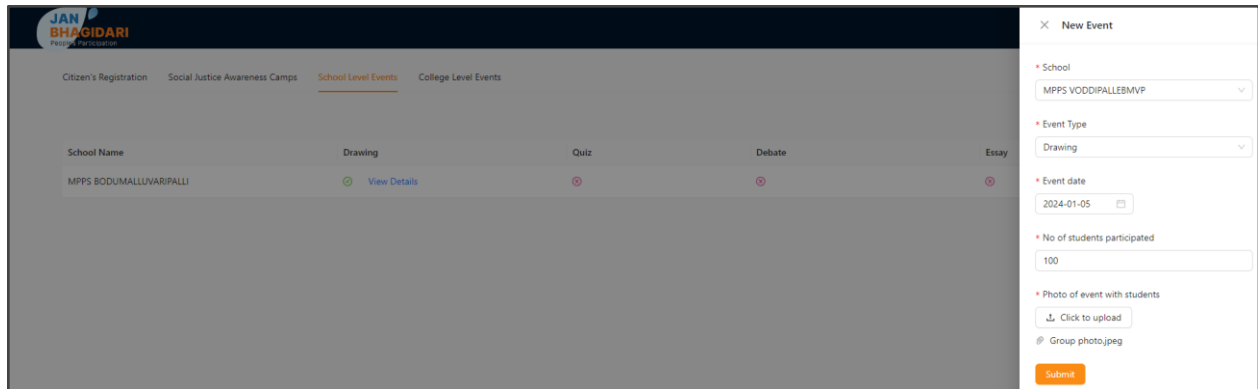 JAN
BHAGIDARI
People's Participation
Citizen's Registration Social Justice Awareness Camps School Level Events College Level Events
School Name Drawing Quiz Debate Essay
MPPS BODUMALLUVARIPALLI View Details
New Event
* School
MPPS VODDIPALLEBMVP
* Event Type
Drawing
* Event date
2024-01-05
* No of students participated
100
* Photo of event with students
Click to upload
Group photo.jpeg
Submit